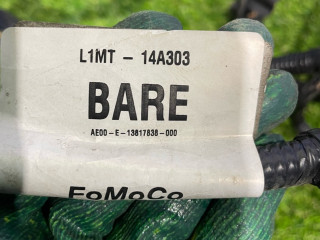 L1MT - 14A303
BARE
AE00-E-13817838-000
FoMoCo